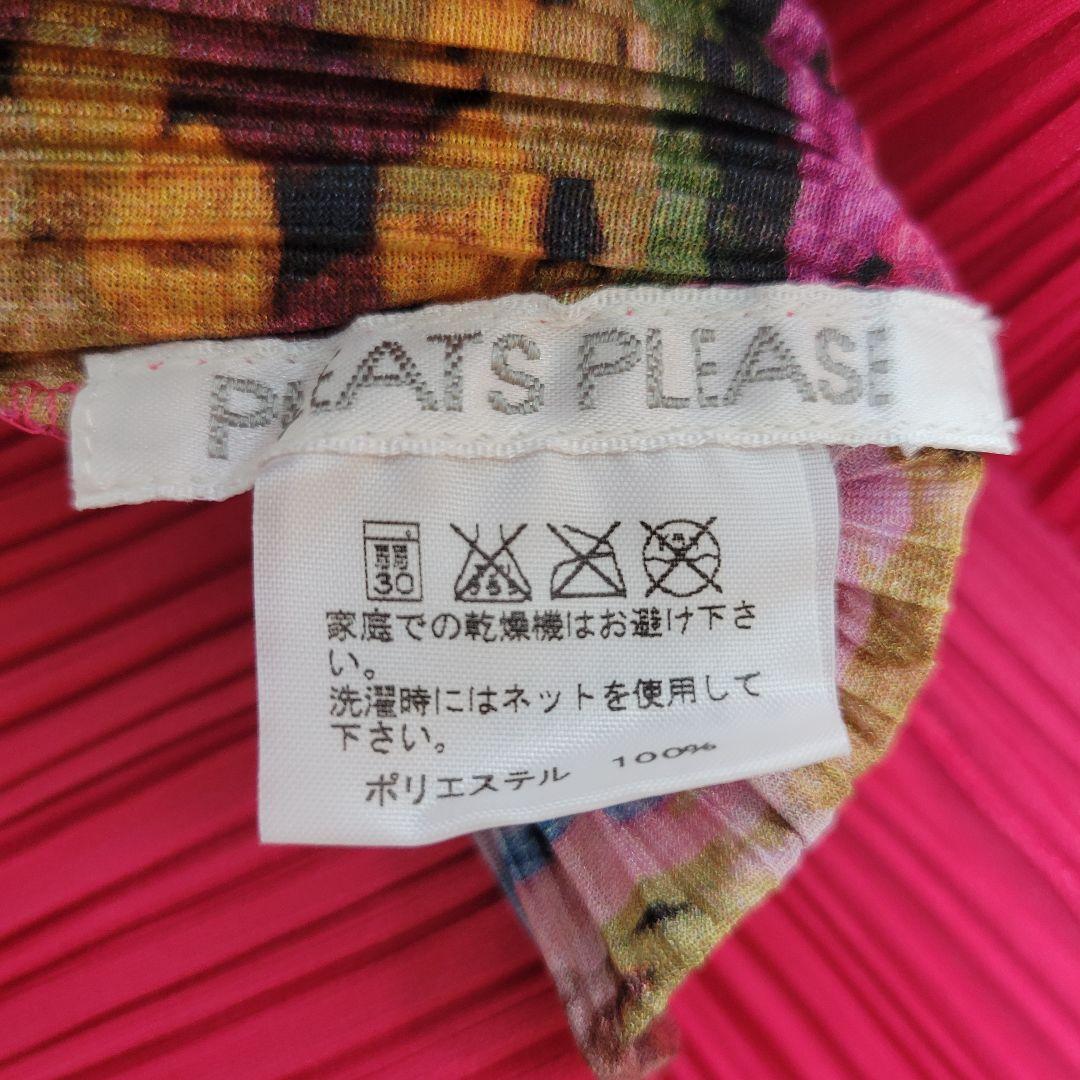 PLEATS PLEASE
弱
30
家庭での乾燥機はお避け下さ
い。
洗濯時にはネットを使用して
下さい。
ポリエステル 100%